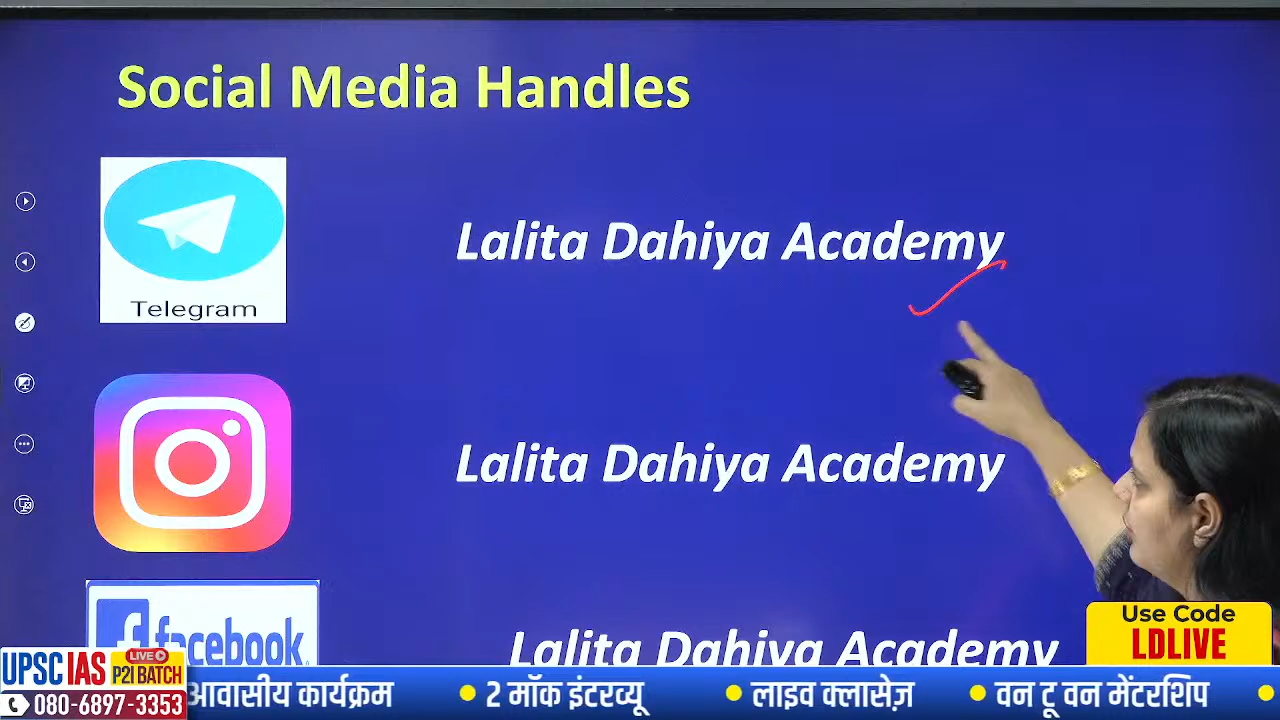 Social Media Handles
Telegram
Lalita Dahiya Academy
Lalita Dahiya Academy
facebook
Lalita Dahiya Academy
Use Code
LDLIVE
UPSC IAS LIVE
P2I BATCH
080-6897-3353
आवासीय कार्यक्रम • 2 मॉक इंटरव्यू • लाइव क्लासेज़ • वन टू वन मेंटरशिप •